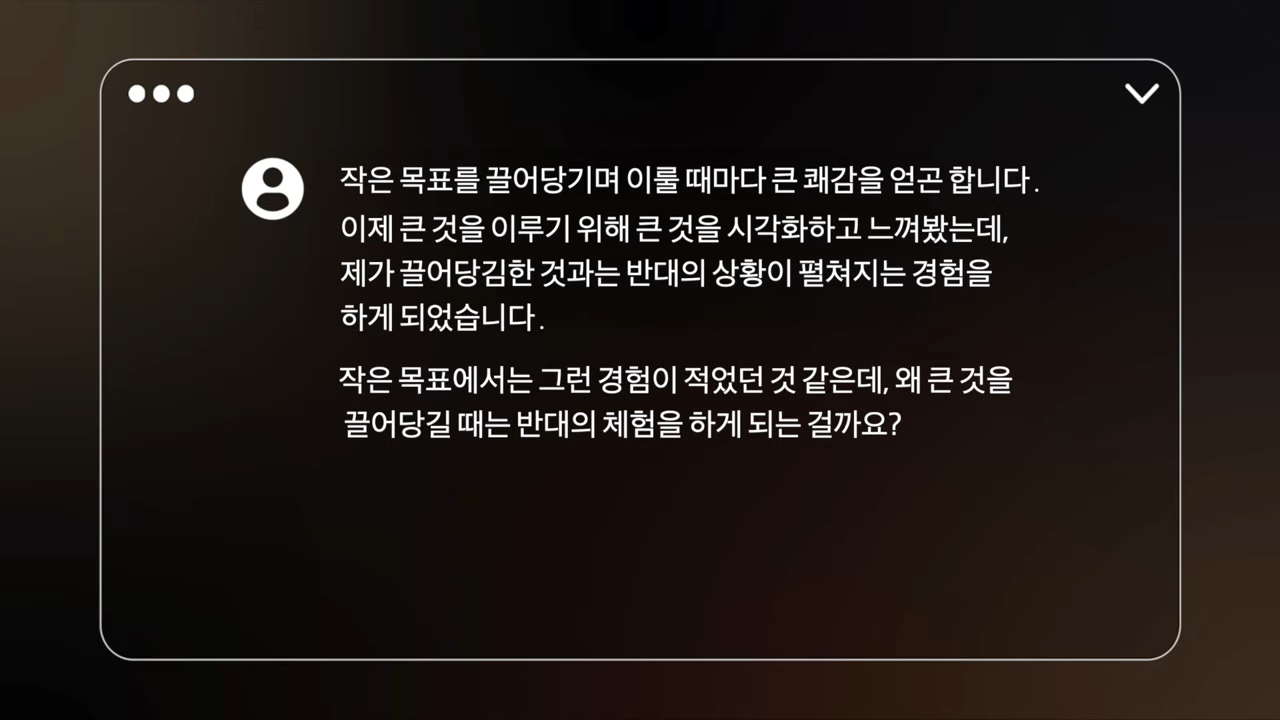 작은 목표를 끌어당기며 이룰 때마다 큰 쾌감을 얻곤 합니다.
이제 큰 것을 이루기 위해 큰 것을 시각화하고 느껴봤는데,
제가 끌어당김한 것과는 반대의 상황이 펼쳐지는 경험을
하게 되었습니다.
작은 목표에서는 그런 경험이 적었던 것 같은데, 왜 큰 것을
끌어당길 때는 반대의 체험을 하게 되는 걸까요?